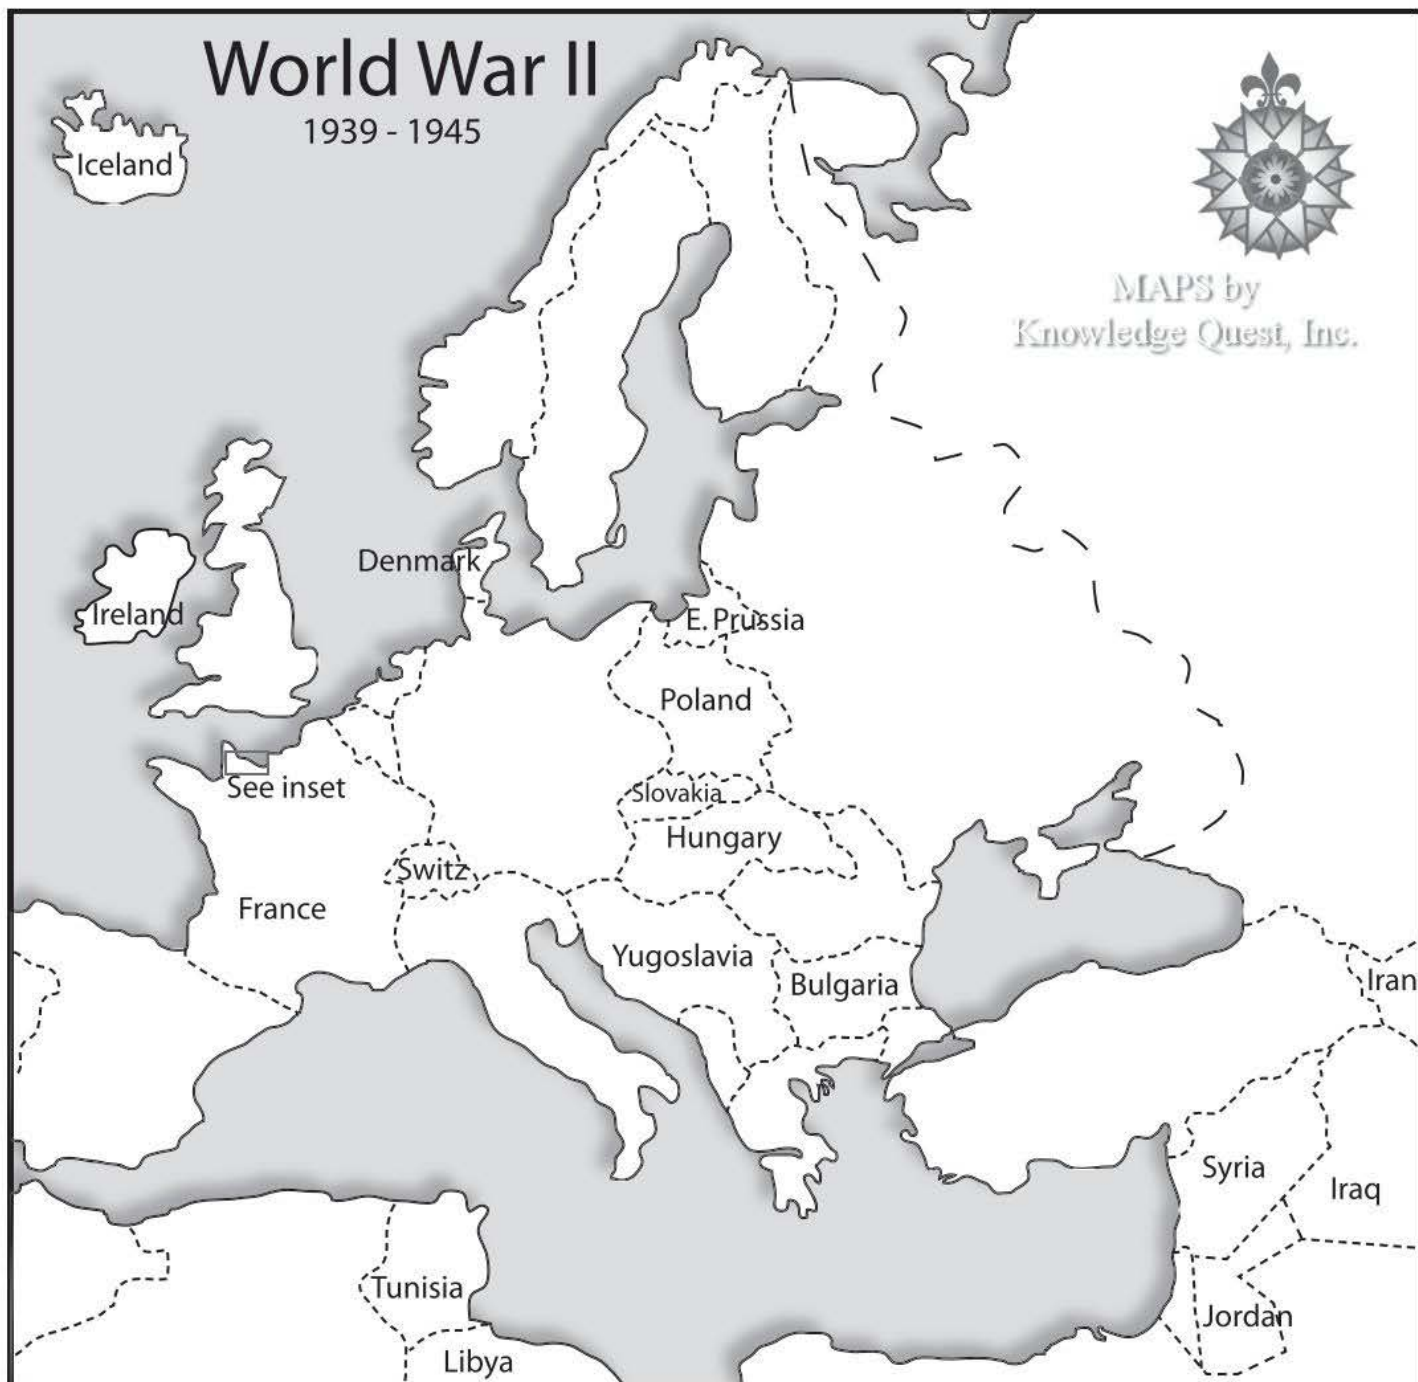 World War II
1939 - 1945
Iceland
MAPS by
Knowledge Quest, Inc.
Denmark
Ireland
E. Prussia
Poland
See inset
Slovakia
Hungary
Switz
France
Yugoslavia
Bulgaria
Iran
Syria
Iraq
Tunisia
Jordan
Libya